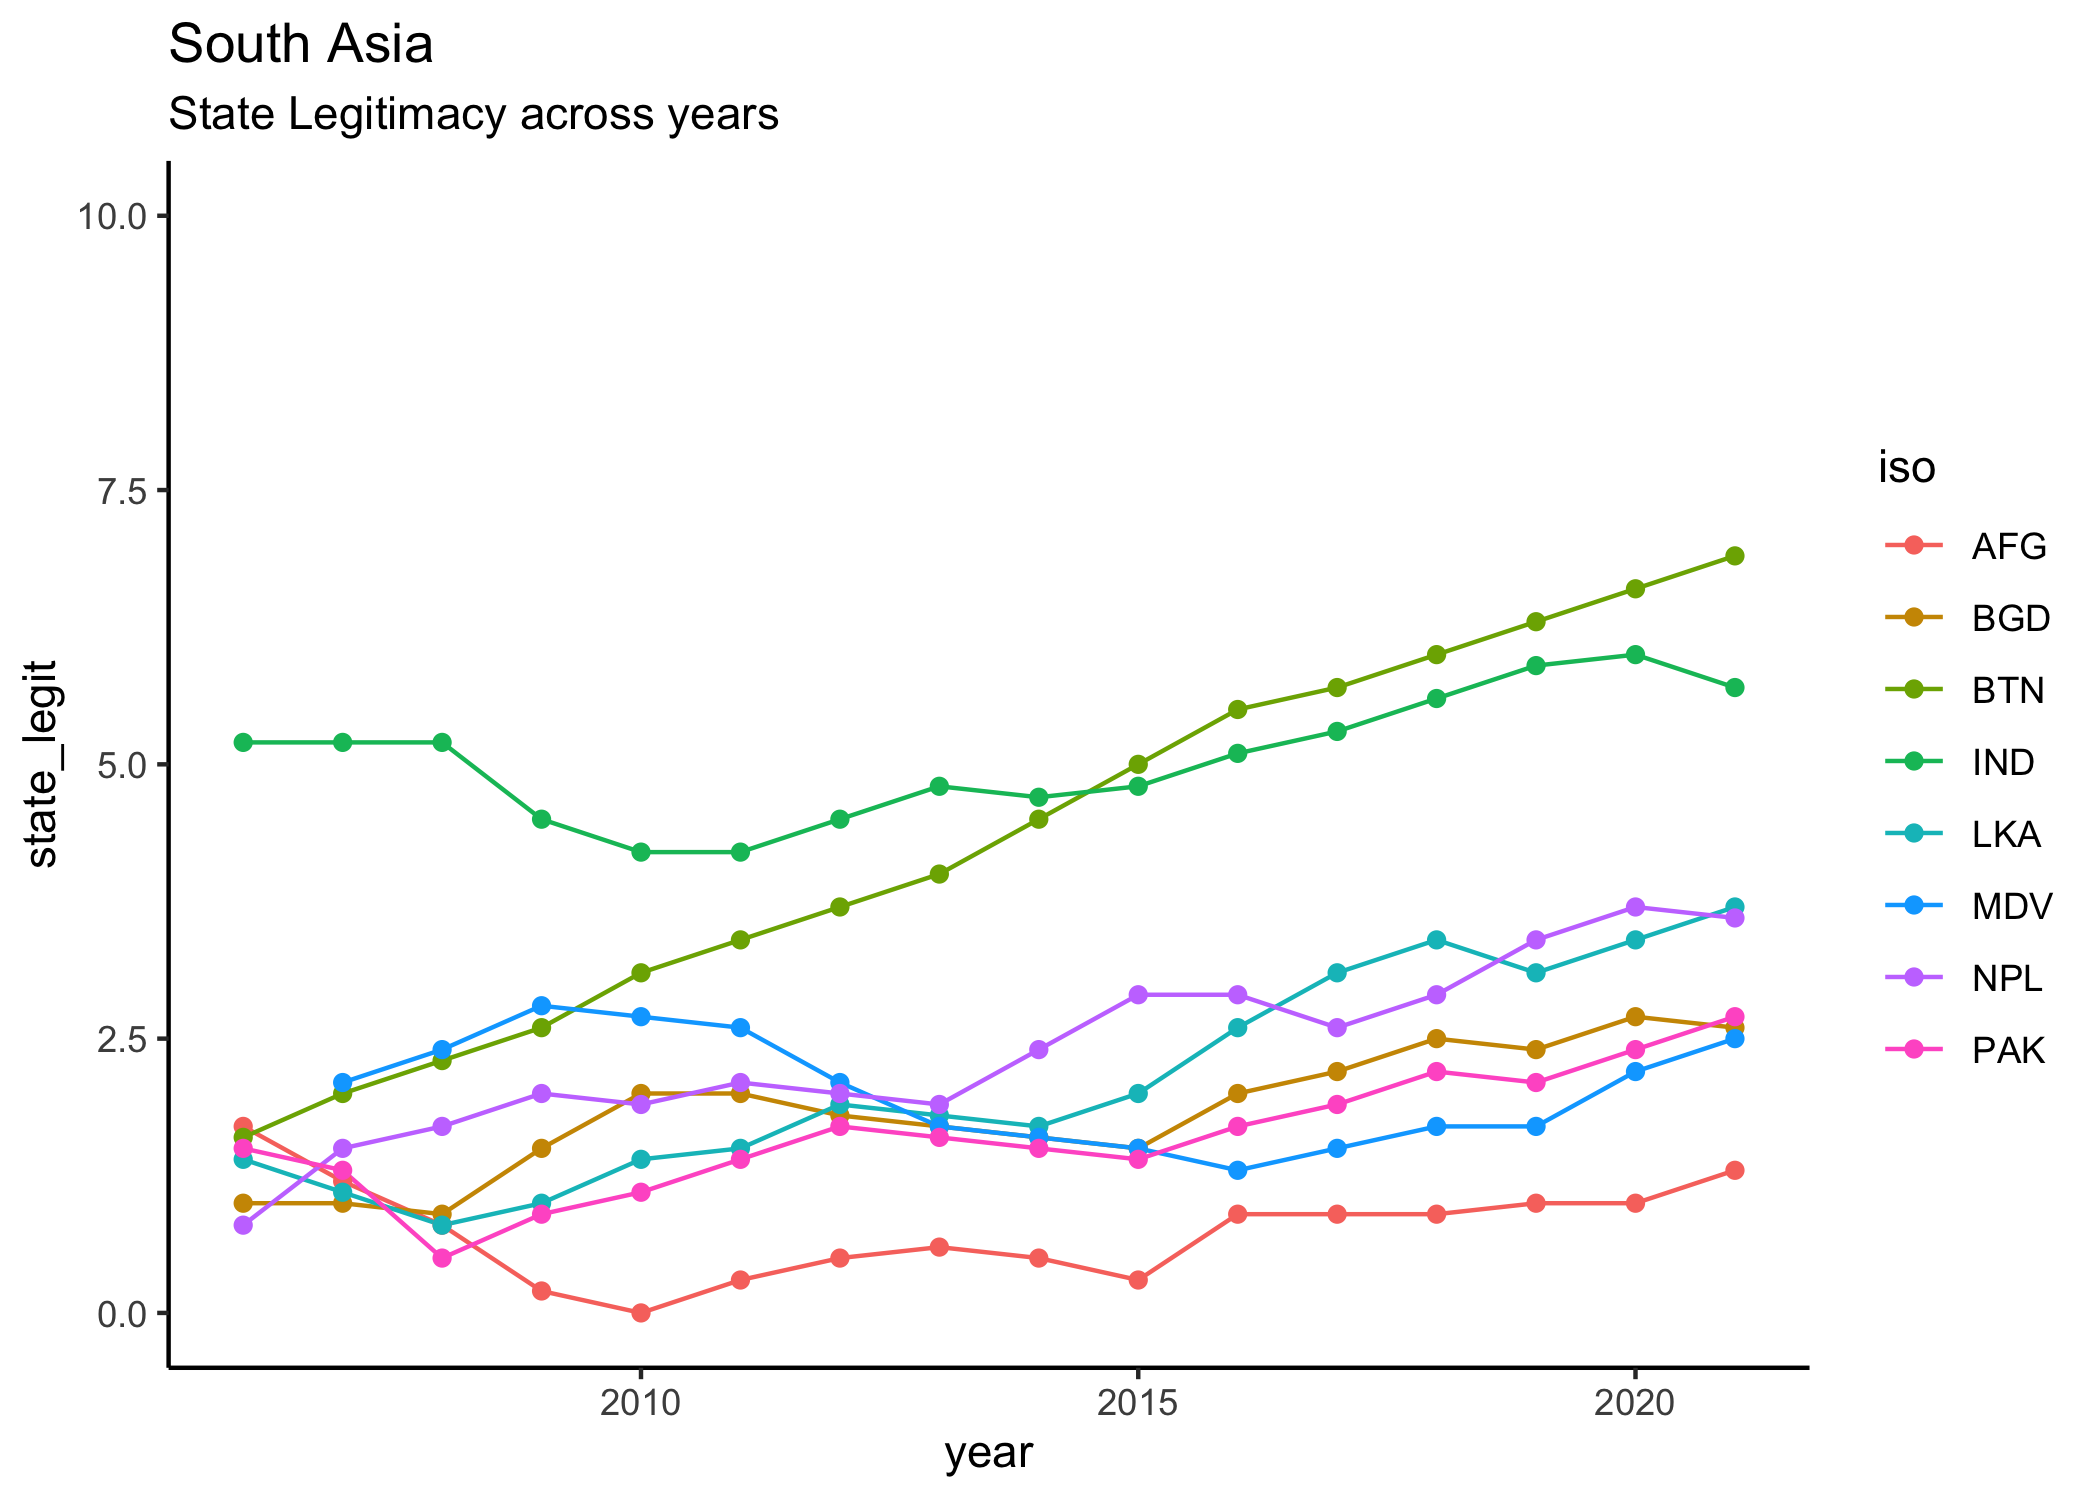 South Asia
State Legitimacy across years
10.0
7.5
5.0
2.5
0.0
state_legit
2010
2015
2020
year
iso
AFG
BGD
BTN
IND
LKA
MDV
NPL
PAK